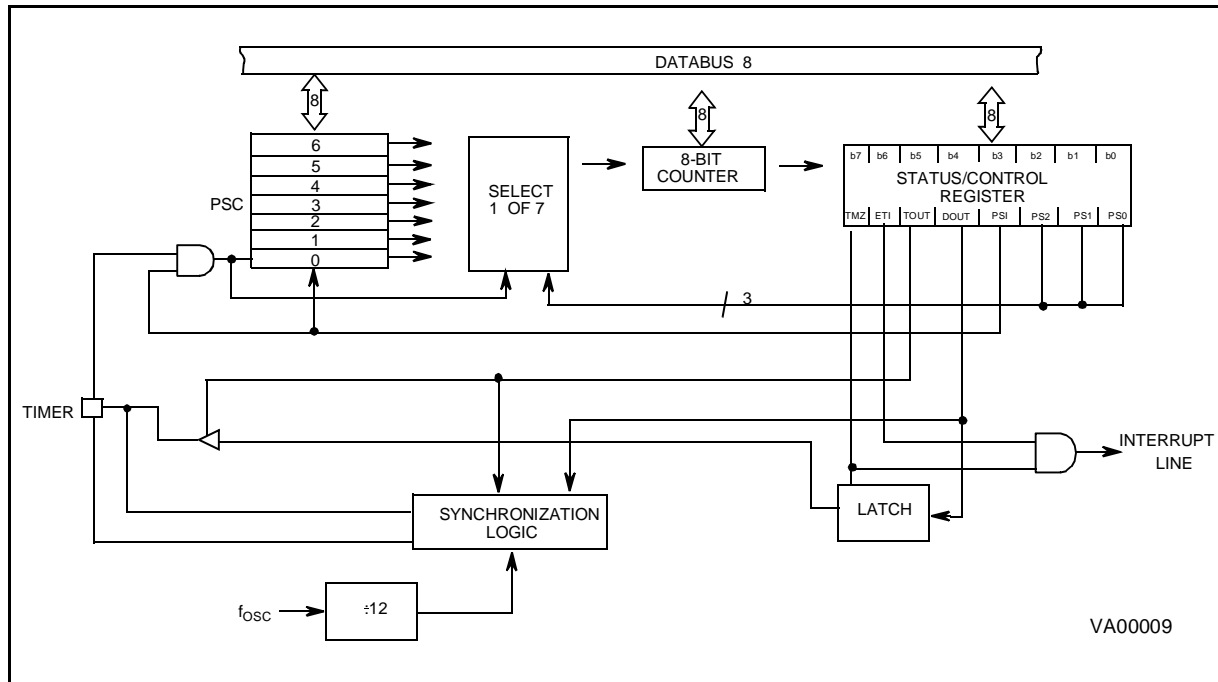 DATABUS 8
8
8
8
6
5
4
3
2
1
0
PSC
SELECT
1 OF 7
8-BIT
COUNTER
b7 b6 b5 b4 b3 b2 b1 b0
STATUS/CONTROL
REGISTER
TMZ ETI TOUT DOUT PSI PS2 PS1 PS0
3
TIMER
INTERRUPT
LINE
LATCH
SYNCHRONIZATION
LOGIC
fOSC
÷12
VA00009